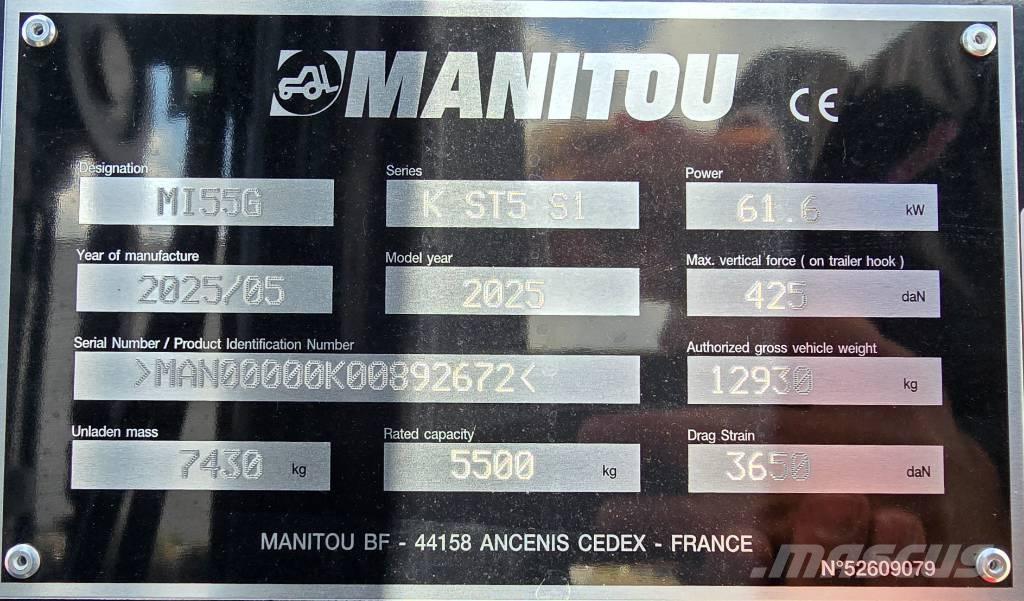 MANITOU CE
Designation Series Power
MI55G K ST5 S1 61.6 kW
Year of manufacture Model year Max. vertical force ( on trailer hook )
2025/05 2025 425 daN
Serial Number / Product Identification Number Authorized gross vehicle weight
>MAN00000K00892672< 12930 kg
Unladen mass Rated capacity Drag Strain
7430 kg 5500 kg 3650 daN
MANITOU BF - 44158 ANCENIS CEDEX - FRANCE
mascus
N°52609079